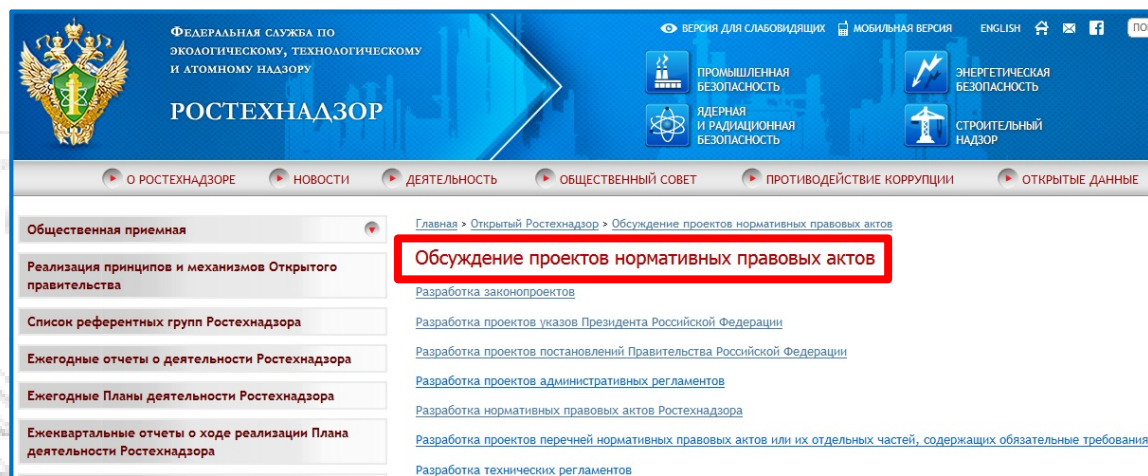 Федеральная служба по
экологическому, технологическому
и атомному надзору
РОСТЕХНАДЗОР
ВЕРСИЯ ДЛЯ СЛАБОВИДЯЩИХ
МОБИЛЬНАЯ ВЕРСИЯ
ENGLISH
ПРОМЫШЛЕННАЯ
БЕЗОПАСНОСТЬ
ЭНЕРГЕТИЧЕСКАЯ
БЕЗОПАСНОСТЬ
ЯДЕРНАЯ
И РАДИАЦИОННАЯ
БЕЗОПАСНОСТЬ
СТРОИТЕЛЬНЫЙ
НАДЗОР
О РОСТЕХНАДЗОРЕ
НОВОСТИ
ДЕЯТЕЛЬНОСТЬ
ОБЩЕСТВЕННЫЙ СОВЕТ
ПРОТИВОДЕЙСТВИЕ КОРРУПЦИИ
ОТКРЫТЫЕ ДАННЫЕ
Общественная приемная
Реализация принципов и механизмов Открытого
правительства
Список референтных групп Ростехнадзора
Ежегодные отчеты о деятельности Ростехнадзора
Ежегодные Планы деятельности Ростехнадзора
Ежеквартальные отчеты о ходе реализации Плана
деятельности Ростехнадзора
Главная > Открытый Ростехнадзор > Обсуждение проектов нормативных правовых актов
Обсуждение проектов нормативных правовых актов
Разработка законопроектов
Разработка проектов указов Президента Российской Федерации
Разработка проектов постановлений Правительства Российской Федерации
Разработка проектов административных регламентов
Разработка нормативных правовых актов Ростехнадзора
Разработка проектов перечней нормативных правовых актов или их отдельных частей, содержащих обязательные требования
Разработка технических регламентов